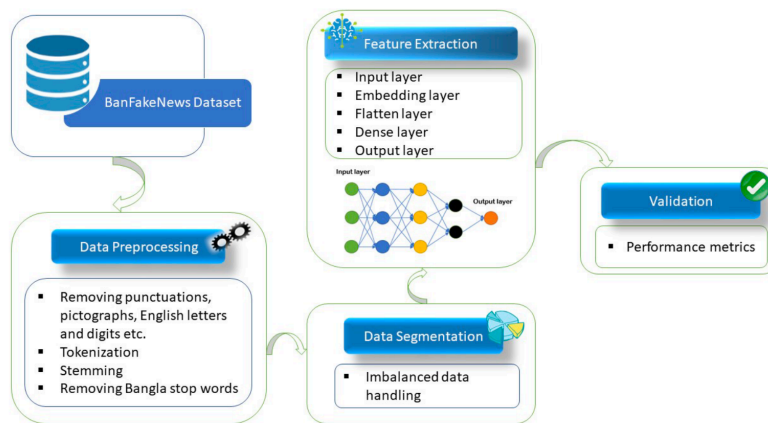 BanFakeNews Dataset
Data Preprocessing
▪ Removing punctuations,
pictographs, English letters
and digits etc.
▪ Tokenization
▪ Stemming
▪ Removing Bangla stop words
Data Segmentation
▪ Imbalanced data
handling
Feature Extraction
▪ Input layer
▪ Embedding layer
▪ Flatten layer
▪ Dense layer
▪ Output layer
Input layer
Output layer
Validation
▪ Performance metrics